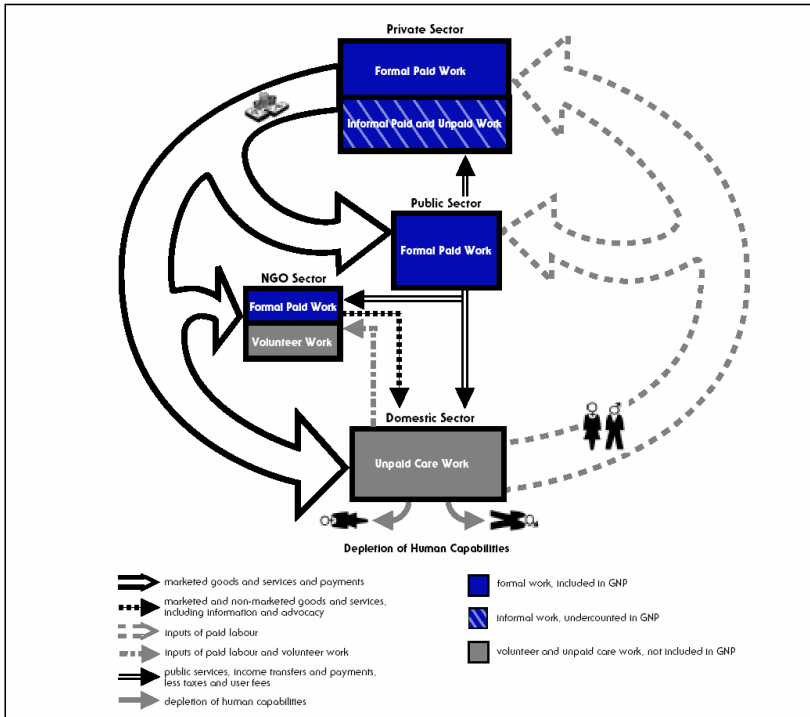 Private Sector
Formal Paid Work
Informal Paid and Unpaid Work
Public Sector
Formal Paid Work
NGO Sector
Formal Paid Work
Volunteer Work
Domestic Sector
Unpaid Care Work
Depletion of Human Capabilities
marketed goods and services and payments
marketed and non-marketed goods and services,
including information and advocacy
inputs of paid labour
inputs of paid labour and volunteer work
public services, income transfers and payments,
less taxes and user fees
depletion of human capabilities
formal work, included in GNP
informal work, undercounted in GNP
volunteer and unpaid care work, not included in GNP